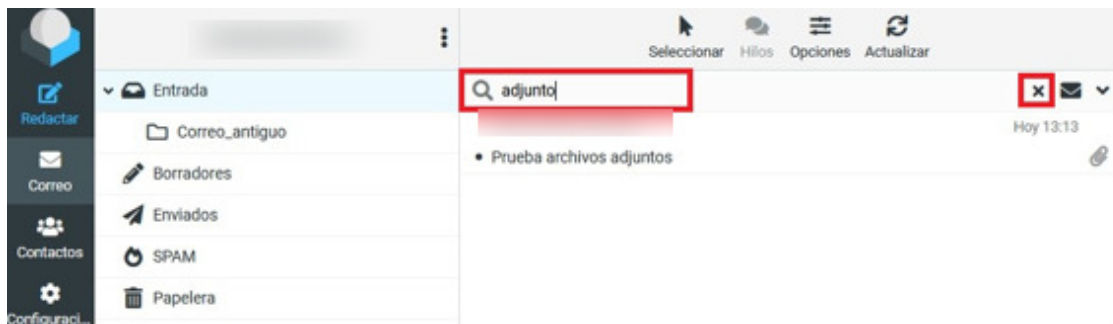 Seleccionar Hilos Opciones Actualizar
Redactar
Correo
Contactos
Configuraci...
Entrada
Correo_antiguo
Borradores
Enviados
SPAM
Papelera
adjunto
Hoy 13:13
• Prueba archivos adjuntos